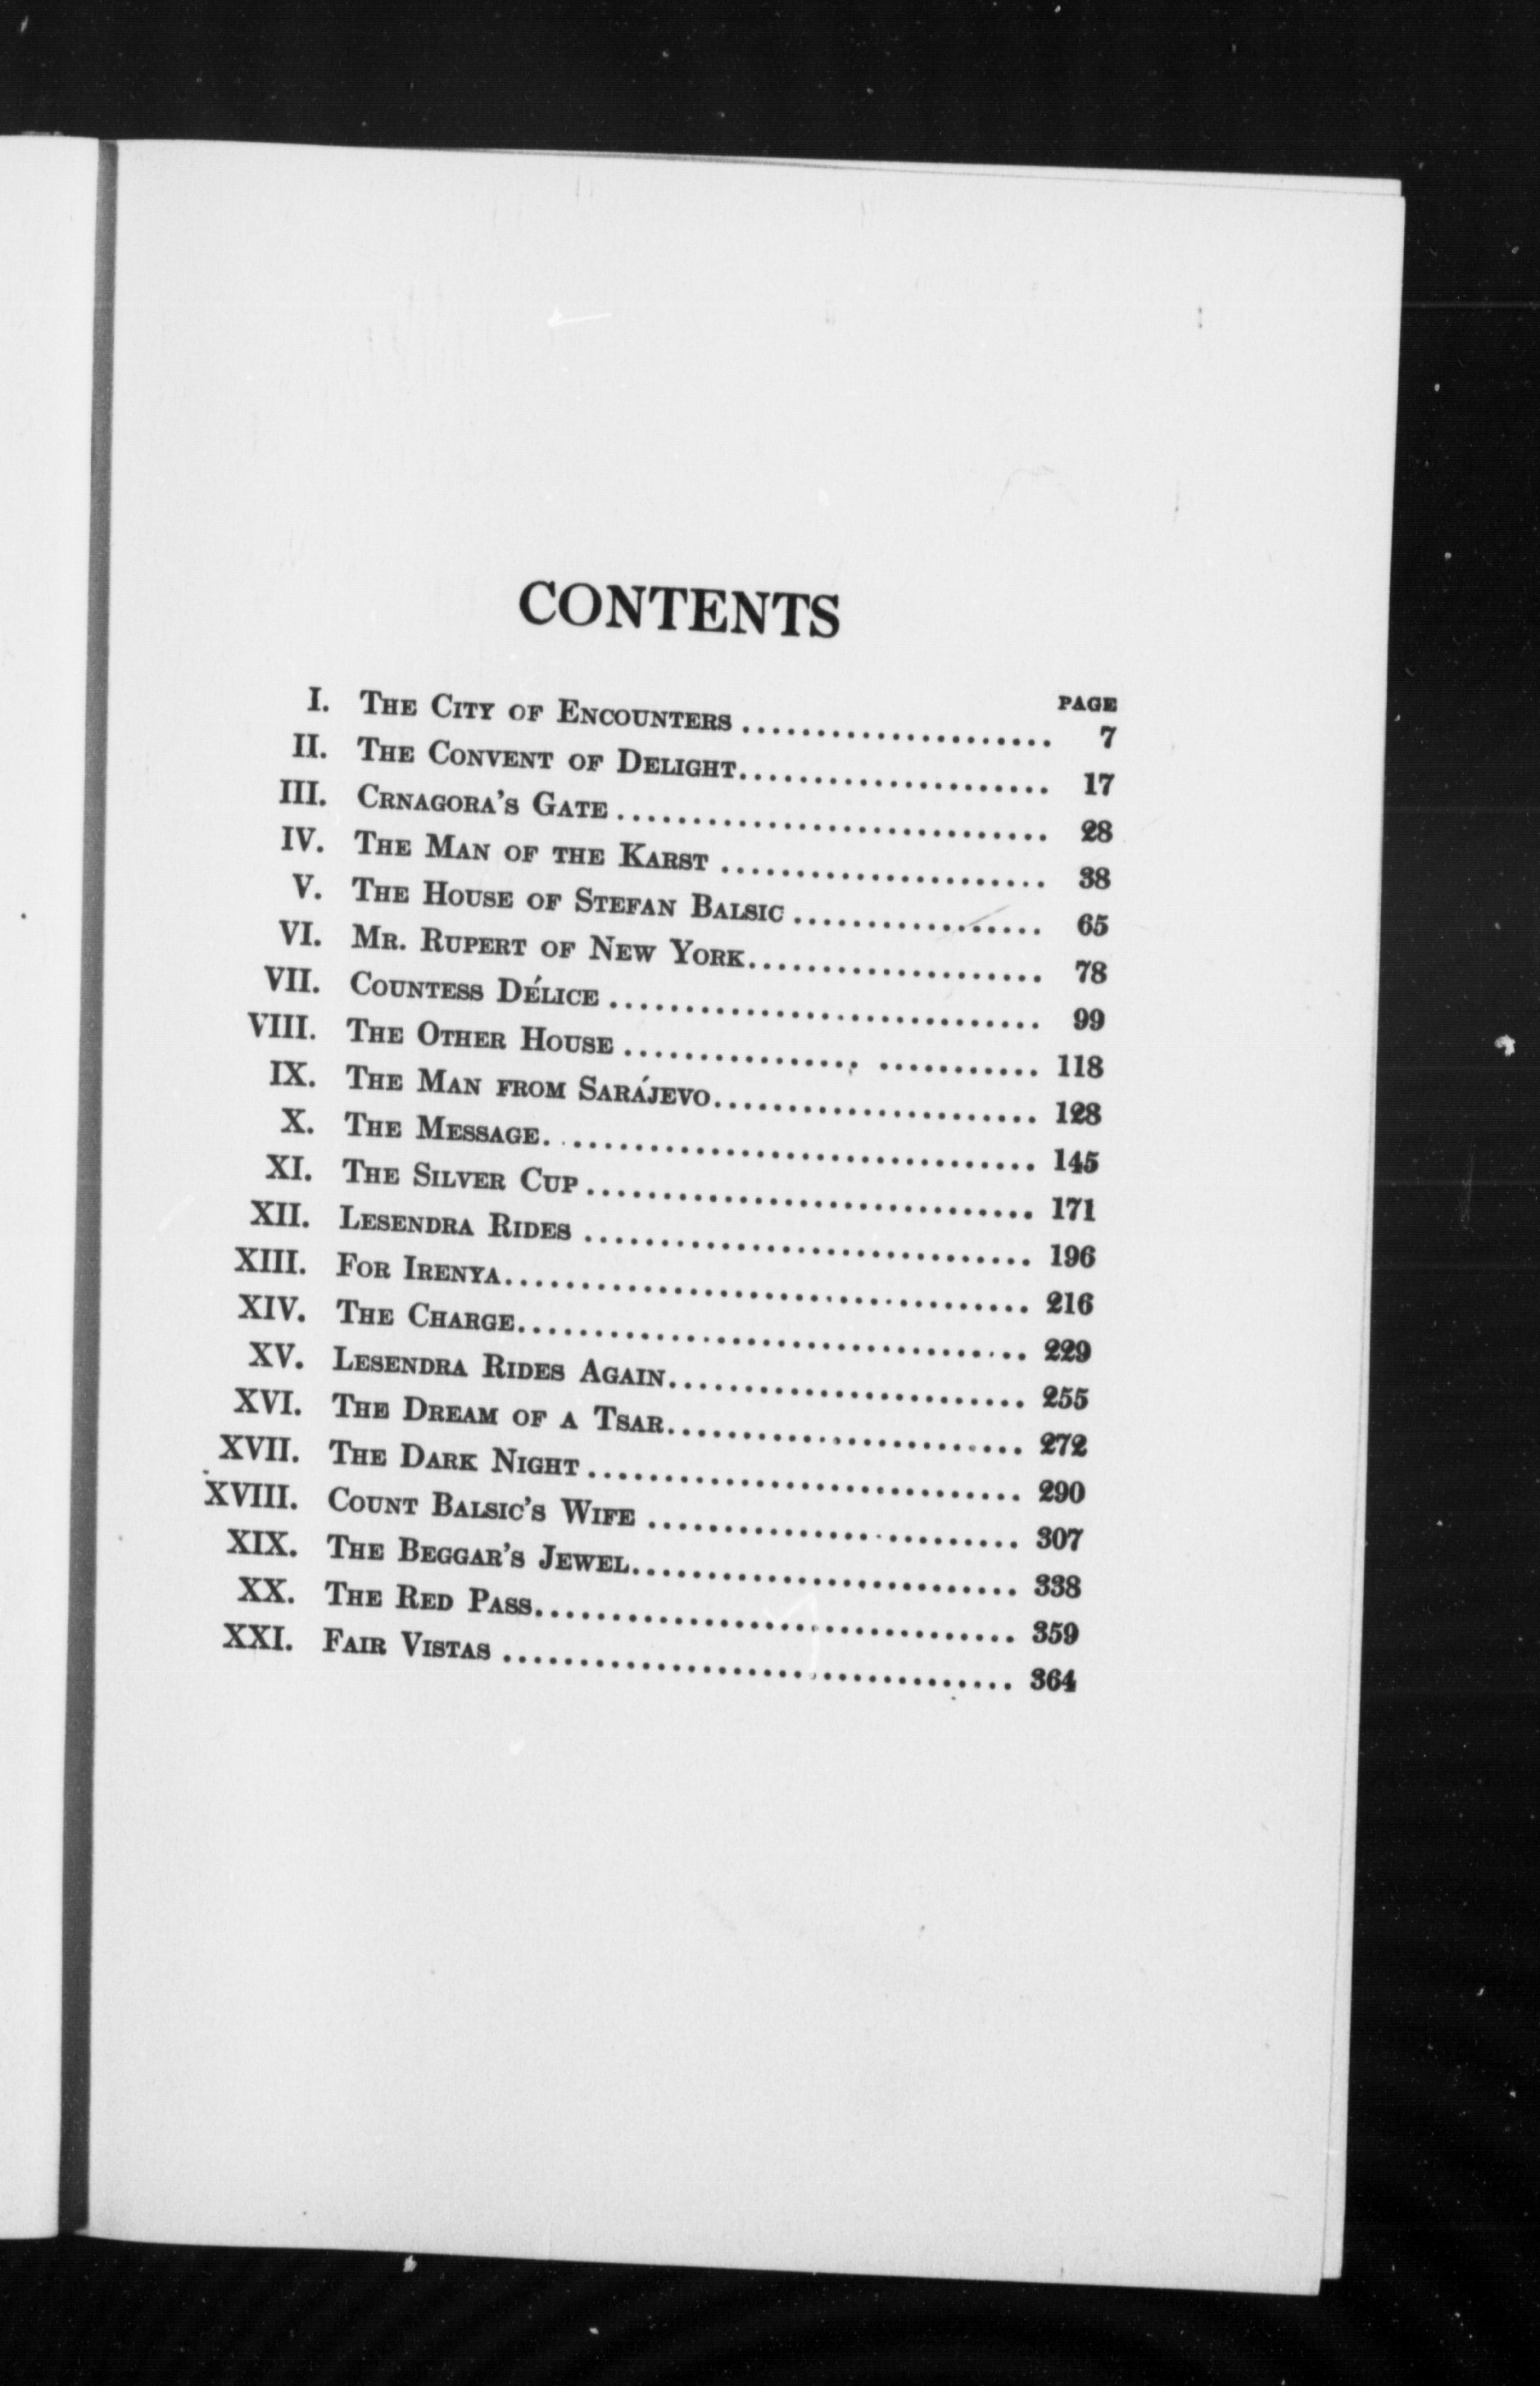 CONTENTS
PAGE
I. The City of Encounters ..................... 7
II. The Convent of Delight..................... 17
III. Crnagora's Gate ............................. 28
IV. The Man of the Karst ...................... 38
V. The House of Stefan Balsic ................. 65
VI. Mr. Rupert of New York.................... 78
VII. Countess Délice ............................. 99
VIII. The Other House ........................... 118
IX. The Man from Sarájevo...................... 128
X. The Message................................. 145
XI. The Silver Cup .............................. 171
XII. Lesendra Rides .............................. 196
XIII. For Irenya................................... 216
XIV. The Charge.................................. 229
XV. Lesendra Rides Again........................ 255
XVI. The Dream of a Tsar........................ 272
XVII. The Dark Night ............................. 290
XVIII. Count Balsic's Wife ......................... 307
XIX. The Beggar's Jewel.......................... 338
XX. The Red Pass................................ 359
XXI. Fair Vistas .................................. 364